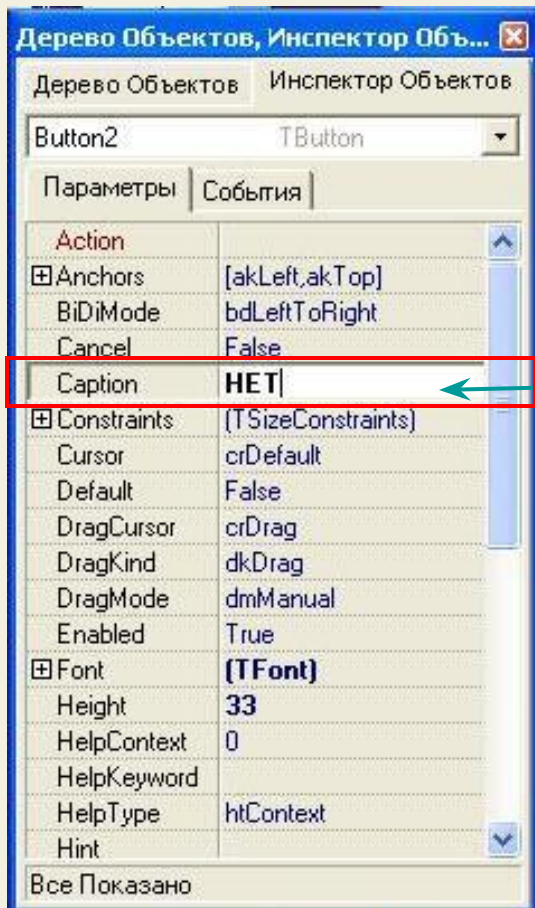 Дерево Объектов, Инспектор Объ...
Дерево Объектов Инспектор Объектов
Button2 TButton
Параметры События
Action
Anchors [akLeft,akTop]
BiDiMode bdLeftToRight
Cancel False
Caption НЕТ
Constraints (TSizeConstraints)
Cursor crDefault
Default False
DragCursor crDrag
DragKind dkDrag
DragMode dmManual
Enabled True
Font (TFont)
Height 33
HelpContext 0
HelpKeyword
HelpType htContext
Hint
Все Показано